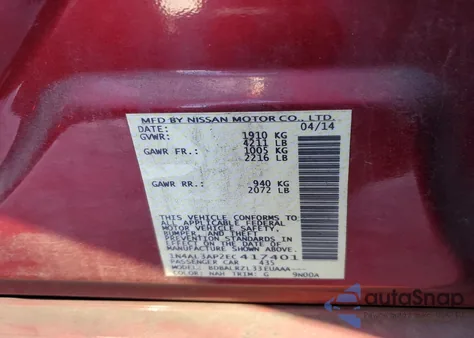 MFD BY NISSAN MOTOR CO., LTD.
DATE: 04/14
GVWR: 1910 KG
4211 LB
GAWR FR.: 1005 KG
2216 LB
GAWR RR.: 940 KG
2072 LB
THIS VEHICLE CONFORMS TO
ALL APPLICABLE FEDERAL
MOTOR VEHICLE SAFETY,
BUMPER, AND THEFT
PREVENTION STANDARDS
IN EFFECT ON THE DATE OF
MANUFACTURE SHOWN ABOVE.
1N4AL3AP2EC417401
PASSENGER CAR 435
MODEL:
COLOR: NAH TRIM: G 9N00A
autoSnap